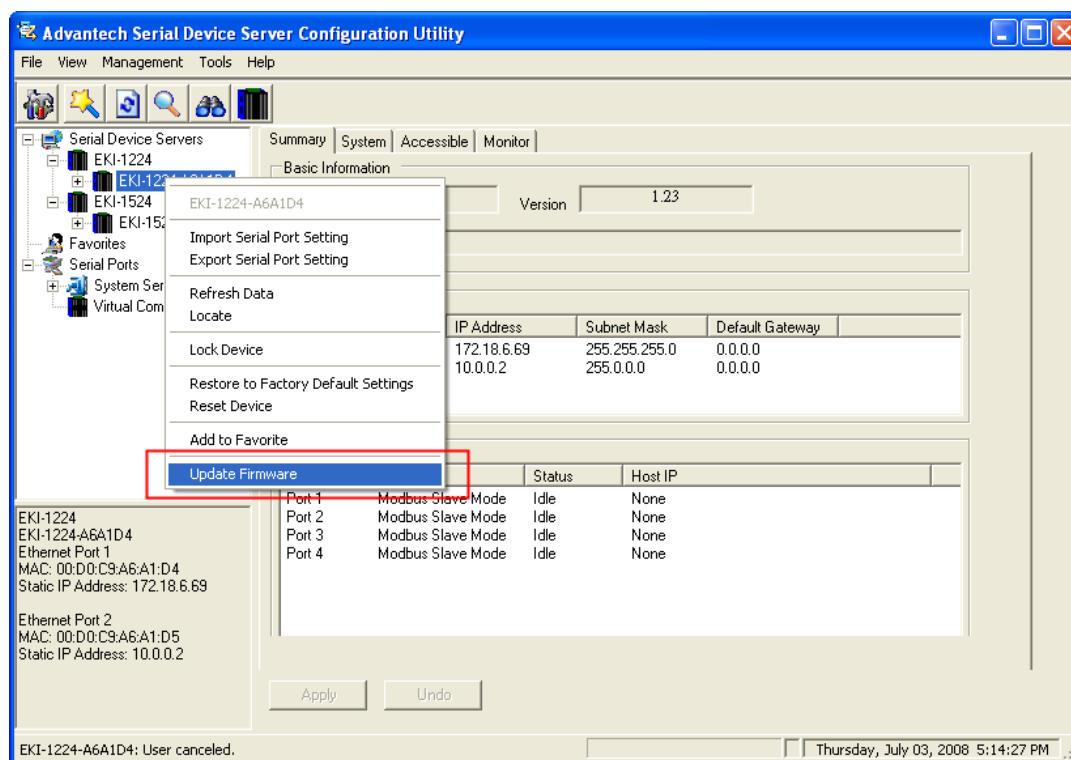 Advantech Serial Device Server Configuration Utility
File View Management Tools Help
Serial Device Servers
EKI-1224
EKI-1224-A6A1D4
EKI-1524
EKI-152
Favorites
Serial Ports
System Ser
Virtual Com
EKI-1224-A6A1D4
Import Serial Port Setting
Export Serial Port Setting
Refresh Data
Locate
Lock Device
Restore to Factory Default Settings
Reset Device
Add to Favorite
Update Firmware
Summary System Accessible Monitor
Basic Information
Version 1.23
IP Address Subnet Mask Default Gateway
172.18.6.69 255.255.255.0 0.0.0.0
10.0.0.2 255.0.0.0 0.0.0.0
Status Host IP
Port 1 Modbus Slave Mode Idle None
Port 2 Modbus Slave Mode Idle None
Port 3 Modbus Slave Mode Idle None
Port 4 Modbus Slave Mode Idle None
Apply Undo
EKI-1224
EKI-1224-A6A1D4
Ethernet Port 1
MAC: 00:D0:C9:A6:A1:D4
Static IP Address: 172.18.6.69
Ethernet Port 2
MAC: 00:D0:C9:A6:A1:D5
Static IP Address: 10.0.0.2
EKI-1224-A6A1D4: User canceled.
Thursday, July 03, 2008 5:14:27 PM